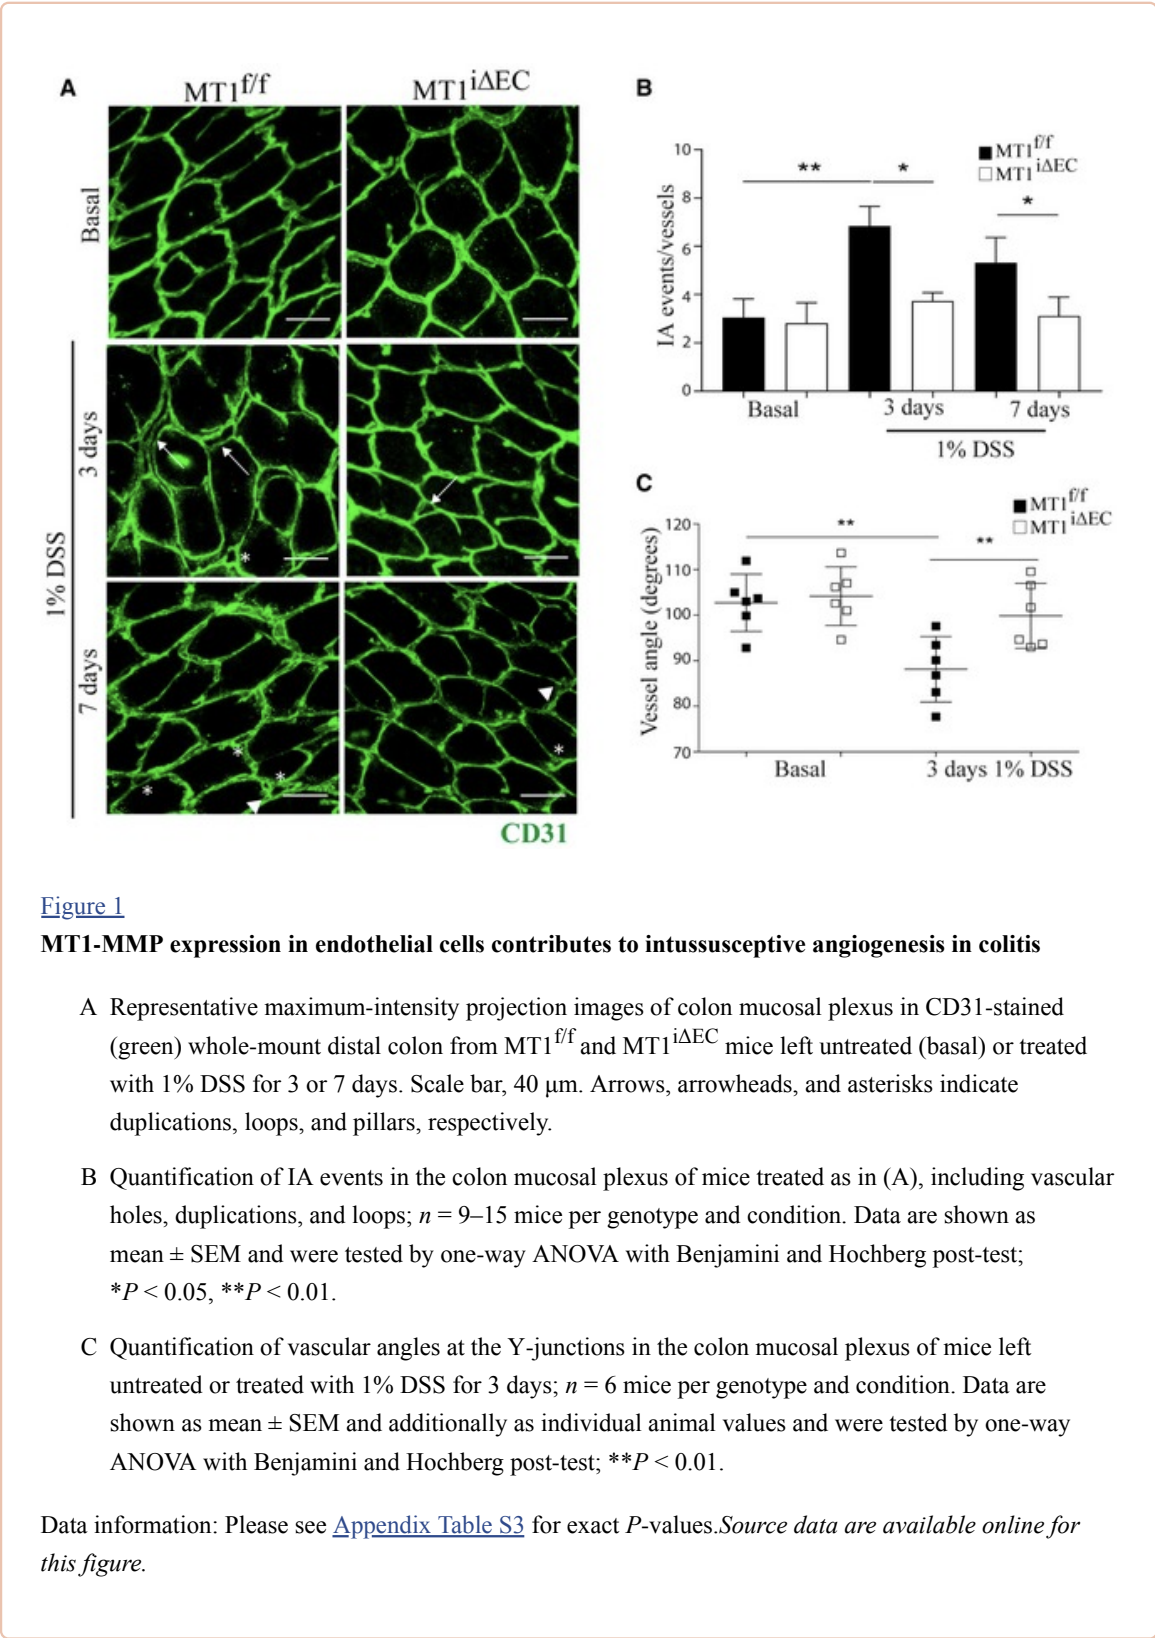 A
MT1f/f
MT1iΔEC
Basal
3 days
7 days
1% DSS
CD31
B
10
8
6
4
2
0
IA events/vessels
MT1f/f
MT1iΔEC
**
*
*
Basal
3 days
7 days
1% DSS
C
120
110
100
90
80
70
Vessel angle (degrees)
MT1f/f
MT1iΔEC
**
**
Basal
3 days 1% DSS
Figure 1
MT1-MMP expression in endothelial cells contributes to intussusceptive angiogenesis in colitis
A Representative maximum-intensity projection images of colon mucosal plexus in CD31-stained
(green) whole-mount distal colon from MT1f/f and MT1iΔEC mice left untreated (basal) or treated
with 1% DSS for 3 or 7 days. Scale bar, 40 μm. Arrows, arrowheads, and asterisks indicate
duplications, loops, and pillars, respectively.
B Quantification of IA events in the colon mucosal plexus of mice treated as in (A), including vascular
holes, duplications, and loops; n = 9–15 mice per genotype and condition. Data are shown as
mean ± SEM and were tested by one-way ANOVA with Benjamini and Hochberg post-test;
*P < 0.05, **P < 0.01.
C Quantification of vascular angles at the Y-junctions in the colon mucosal plexus of mice left
untreated or treated with 1% DSS for 3 days; n = 6 mice per genotype and condition. Data are
shown as mean ± SEM and additionally as individual animal values and were tested by one-way
ANOVA with Benjamini and Hochberg post-test; **P < 0.01.
Data information: Please see Appendix Table S3 for exact P-values.Source data are available online for
this figure.